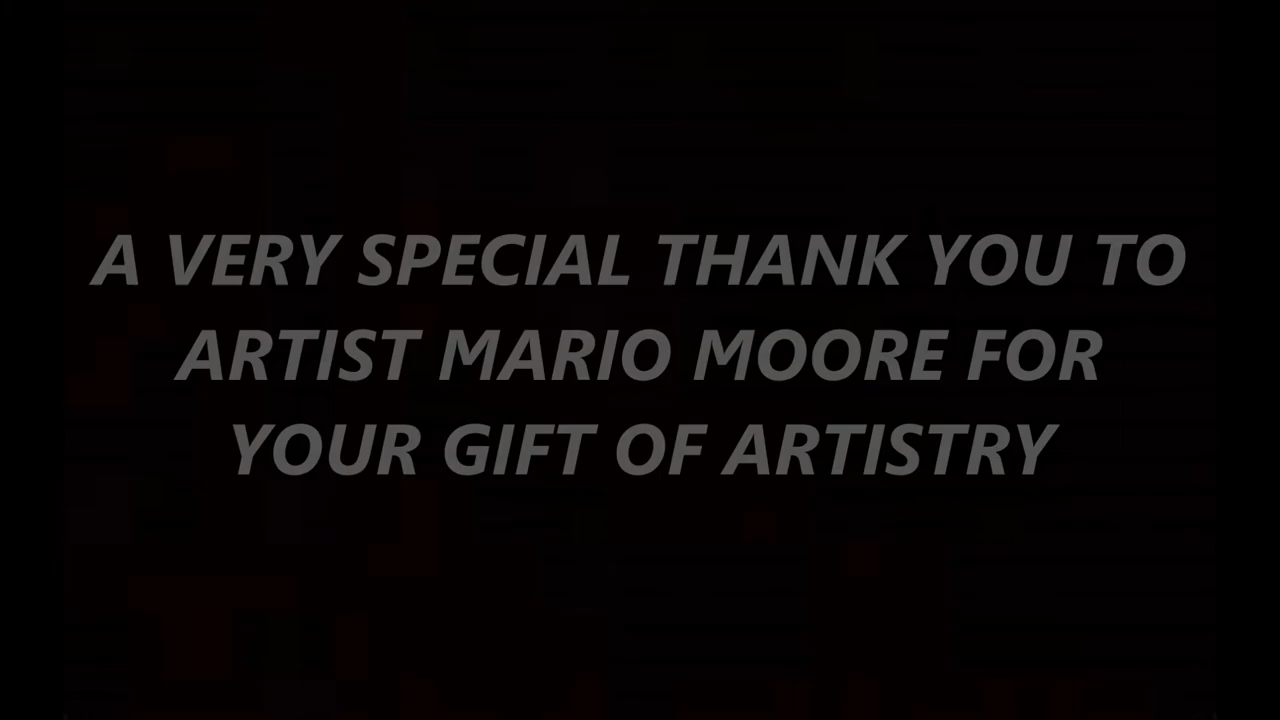 A VERY SPECIAL THANK YOU TO
ARTIST MARIO MOORE FOR
YOUR GIFT OF ARTISTRY